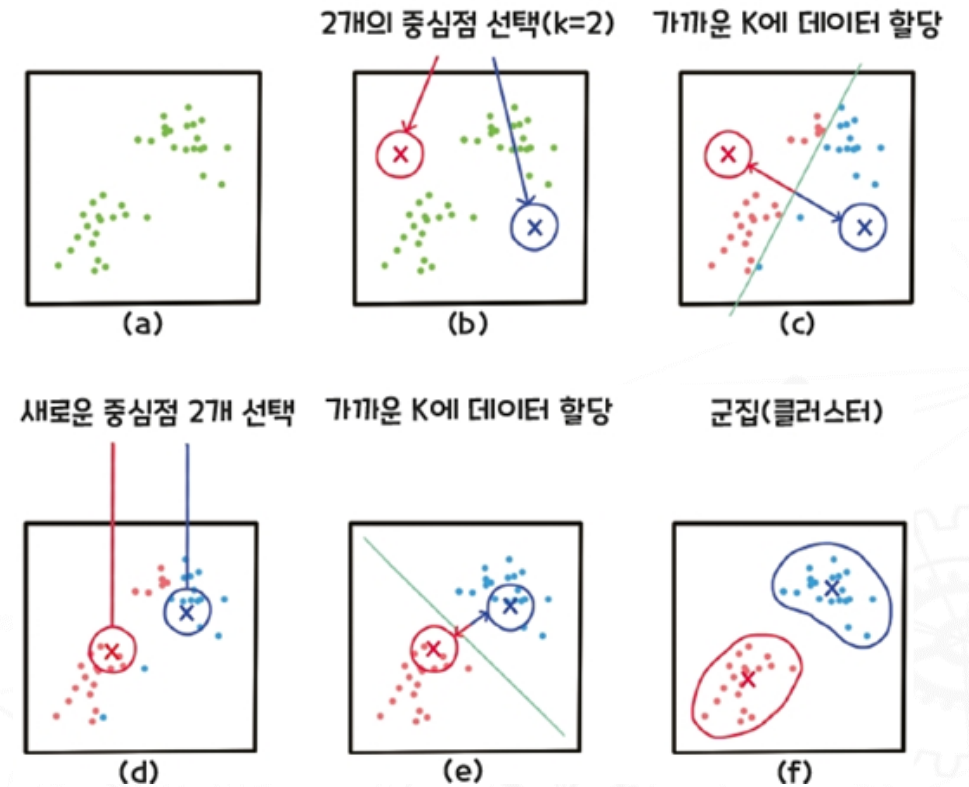 2개의 중심점 선택(k=2)
가까운 K에 데이터 할당
(a)
(b)
(c)
새로운 중심점 2개 선택
가까운 K에 데이터 할당
군집(클러스터)
(d)
(e)
(f)